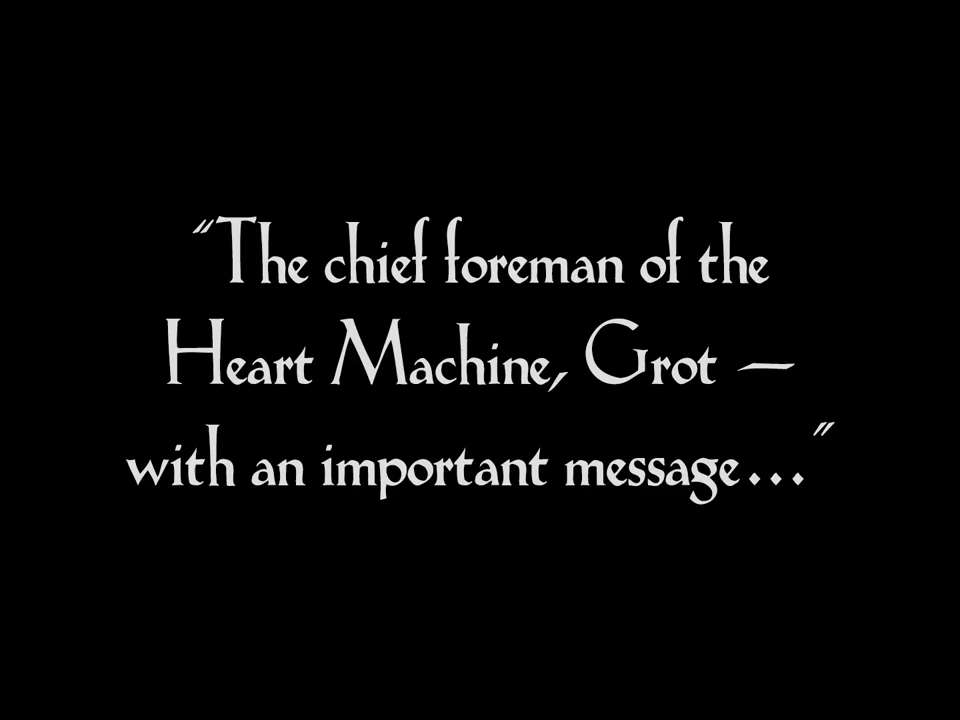 “The chief foreman of the
Heart Machine, Grot —
with an important message...”